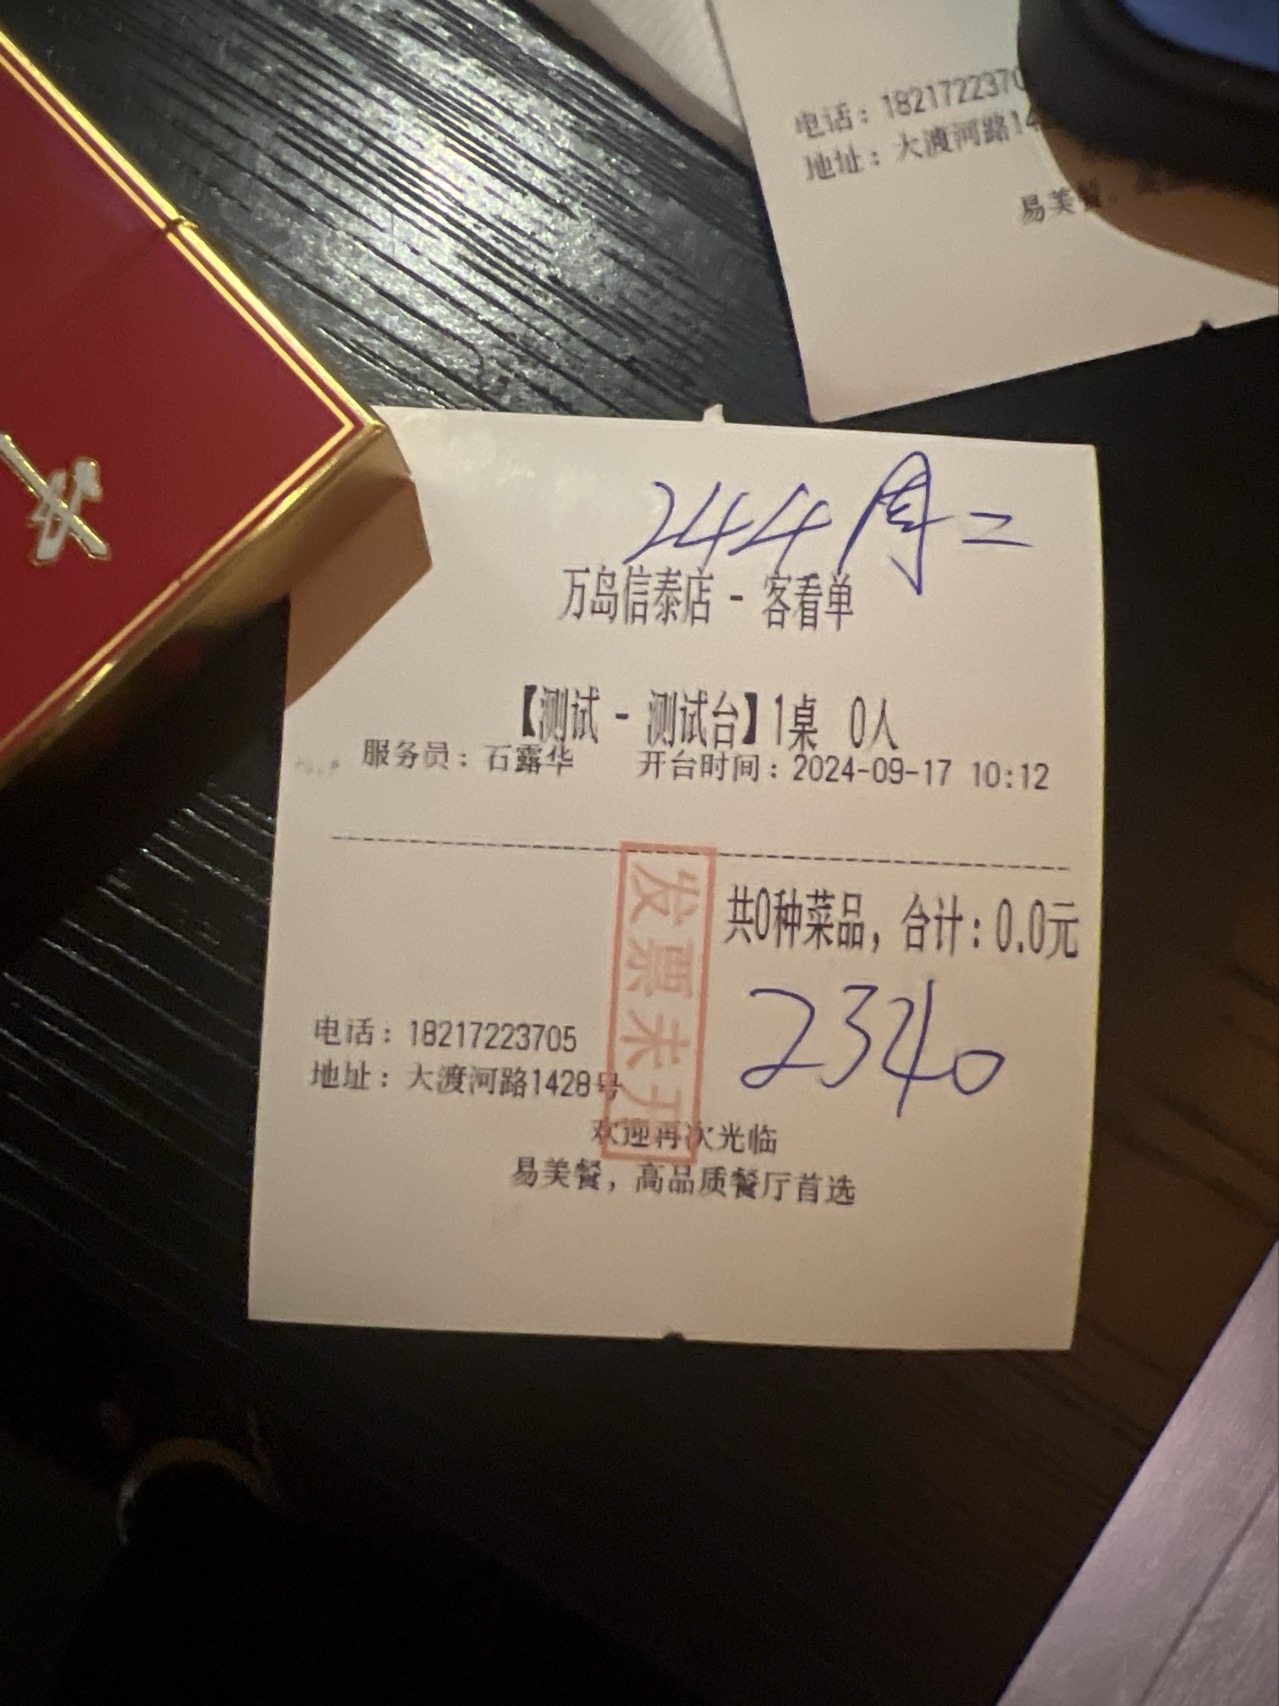 电话：1821722370
地址：大渡河路14
易美餐，
244周二
万岛信泰店 - 客看单
【测试 - 测试台】1桌 0人
服务员：石露华 开台时间：2024-09-17 10:12
共0种菜品，合计：0.0元
发票未开
2340
电话：18217223705
地址：大渡河路1428号
欢迎再次光临
易美餐，高品质餐厅首选